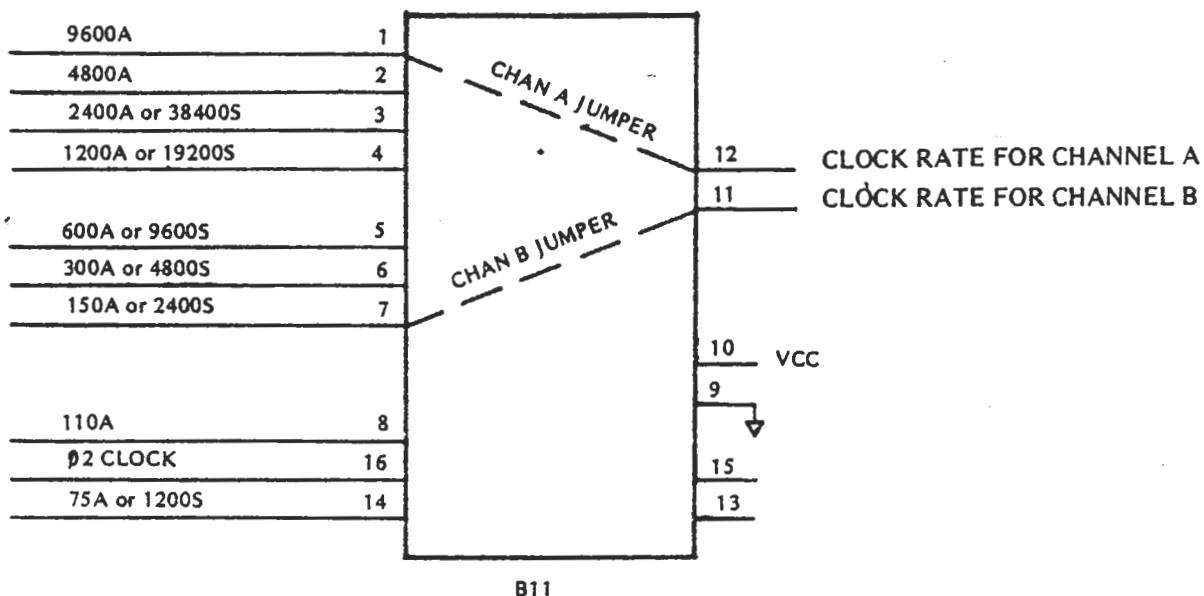 9600A 1
4800A 2
2400A or 38400S 3
1200A or 19200S 4
600A or 9600S 5
300A or 4800S 6
150A or 2400S 7
110A 8
ϕ2 CLOCK 16
75A or 1200S 14
CHAN A JUMPER
CHAN B JUMPER
12 CLOCK RATE FOR CHANNEL A
11 CLOCK RATE FOR CHANNEL B
10 VCC
9
15
13
B11